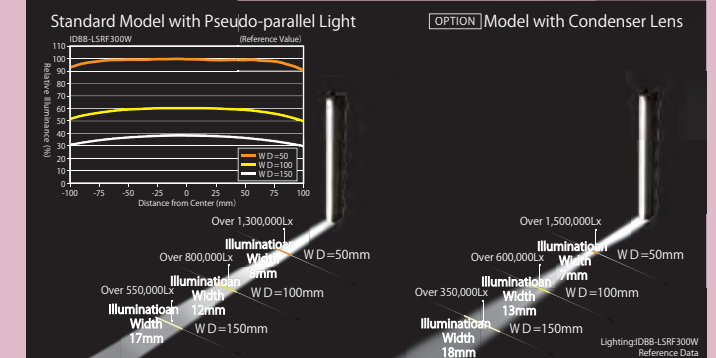 Standard Model with Pseudo-parallel Light
OPTION Model with Condenser Lens
IDBB-LSRF300W
(Reference Value)
Relative Illuminance (%)
110
100
90
80
70
60
50
40
30
20
10
0
-100 -75 -50 -25 0 25 50 75 100
Distance from Center (mm)
WD=50
WD=100
WD=150
Over 1,300,000Lx
Illuminatioan
Width
8mm
WD=50mm
Over 800,000Lx
Illuminatioan
Width
12mm
WD=100mm
Over 550,000Lx
Illuminatioan
Width
17mm
WD=150mm
Over 1,500,000Lx
Illuminatioan
Width
7mm
WD=50mm
Over 600,000Lx
Illuminatioan
Width
13mm
WD=100mm
Over 350,000Lx
Illuminatioan
Width
18mm
WD=150mm
Lighting:IDBB-LSRF300W
Reference Data